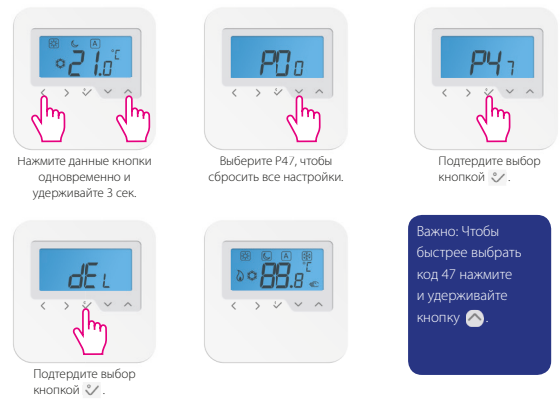 A
21.0 °C
P00
P47
Нажмите данные кнопки
одновременно и
удерживайте 3 сек.
Выберите P47, чтобы
сбросить все настройки.
Подтердите выбор
кнопкой .
dEL
A
88.8 °C
Важно: Чтобы
быстрее выбрать
код 47 нажмите
и удерживайте
кнопку .
Подтердите выбор
кнопкой .